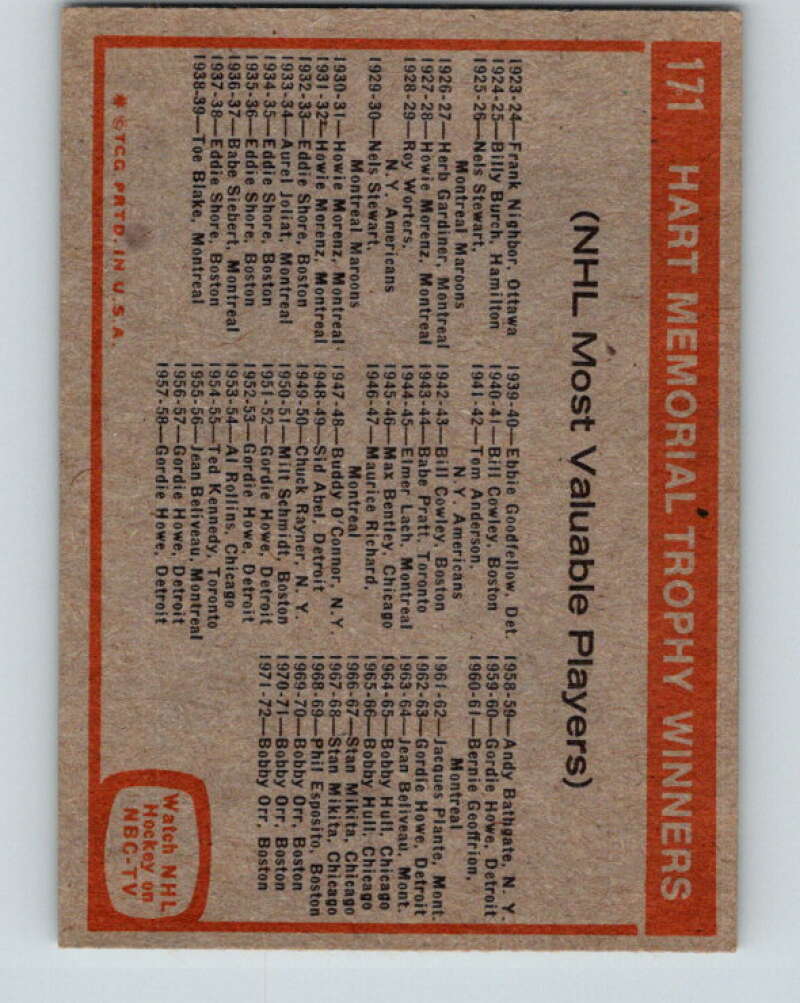 171 HART MEMORIAL TROPHY WINNERS
(NHL Most Valuable Players)
1923-24—Frank Nighbor, Ottawa
1924-25—Billy Burch, Hamilton
1925-26—Nels Stewart,
Montreal Maroons
1926-27—Herb Gardiner, Montreal
1927-28—Howie Morenz, Montreal
1928-29—Roy Worters,
N.Y. Americans
1929-30—Nels Stewart,
Montreal Maroons
1930-31—Howie Morenz, Montreal
1931-32—Howie Morenz, Montreal
1932-33—Eddie Shore, Boston
1933-34—Aurel Joliat, Montreal
1934-35—Eddie Shore, Boston
1935-36—Eddie Shore, Boston
1936-37—Babe Siebert, Montreal
1937-38—Eddie Shore, Boston
1938-39—Toe Blake, Montreal
1939-40—Ebbie Goodfellow, Det.
1940-41—Bill Cowley, Boston
1941-42—Tom Anderson,
N.Y. Americans
1942-43—Bill Cowley, Boston
1943-44—Babe Pratt, Toronto
1944-45—Elmer Lach, Montreal
1945-46—Max Bentley, Chicago
1946-47—Maurice Richard,
Montreal
1947-48—Buddy O'Connor, N.Y.
1948-49—Sid Abel, Detroit
1949-50—Chuck Rayner, N. Y.
1950-51—Milt Schmidt, Boston
1951-52—Gordie Howe, Detroit
1952-53—Gordie Howe, Detroit
1953-54—Al Rollins, Chicago
1954-55—Ted Kennedy, Toronto
1955-56—Jean Beliveau, Montreal
1956-57—Gordie Howe, Detroit
1957-58—Gordie Howe, Detroit
1958-59—Andy Bathgate, N. Y.
1959-60—Gordie Howe, Detroit
1960-61—Bernie Geoffrion,
Montreal
1961-62—Jacques Plante, Mont.
1962-63—Gordie Howe, Detroit
1963-64—Jean Beliveau, Mont.
1964-65—Bobby Hull, Chicago
1965-66—Bobby Hull, Chicago
1966-67—Stan Mikita, Chicago
1967-68—Stan Mikita, Chicago
1968-69—Phil Esposito, Boston
1969-70—Bobby Orr, Boston
1970-71—Bobby Orr, Boston
1971-72—Bobby Orr, Boston
* © TCG PRTD. IN U.S.A.
Watch NHL
Hockey on
NBC-TV